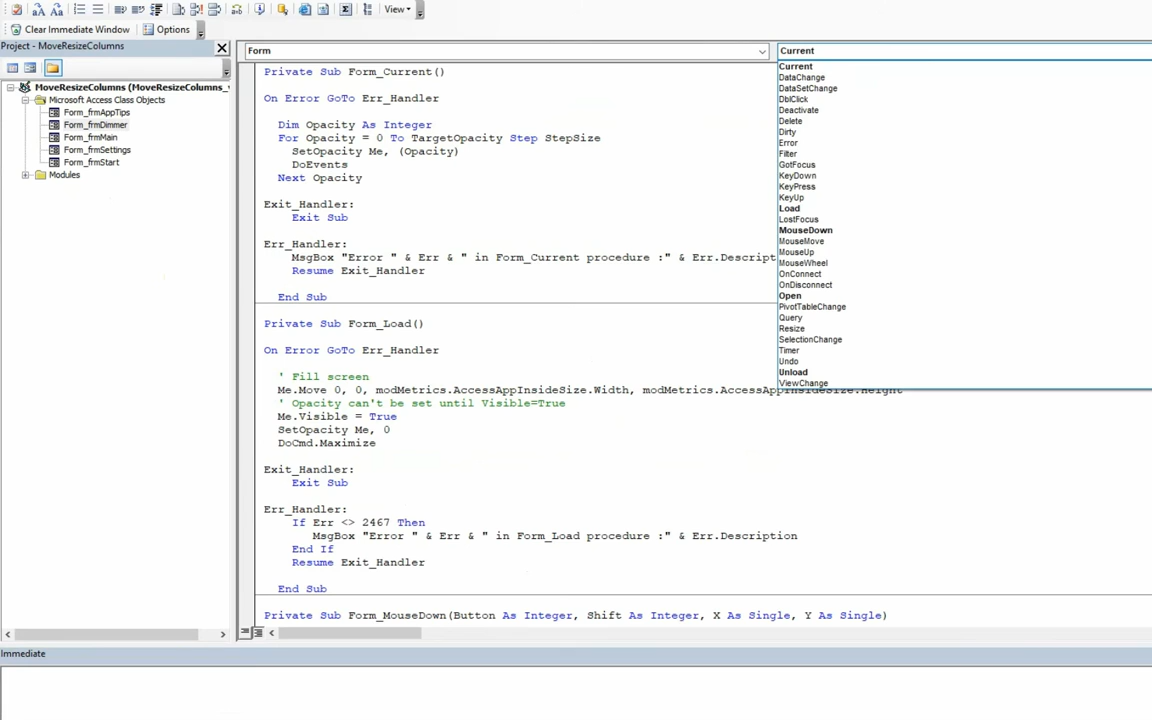 View
Clear Immediate Window
Options
Project - MoveResizeColumns
MoveResizeColumns (MoveResizeColumns_
Microsoft Access Class Objects
Form_frmAppTips
Form_frmDimmer
Form_frmMain
Form_frmSettings
Form_frmStart
Modules
Form
Current
Private Sub Form_Current()
On Error GoTo Err_Handler
Dim Opacity As Integer
For Opacity = 0 To TargetOpacity Step StepSize
SetOpacity Me, (Opacity)
DoEvents
Next Opacity
Exit_Handler:
Exit Sub
Err_Handler:
MsgBox "Error " & Err & " in Form_Current procedure :" & Err.Descript
Resume Exit_Handler
End Sub
Private Sub Form_Load()
On Error GoTo Err_Handler
' Fill screen
Me.Move 0, 0, modMetrics.AccessAppInsideSize.Width, modMetrics.AccessAppInsideSize.Height
' Opacity can't be set until Visible=True
Me.Visible = True
SetOpacity Me, 0
DoCmd.Maximize
Exit_Handler:
Exit Sub
Err_Handler:
If Err <> 2467 Then
MsgBox "Error " & Err & " in Form_Load procedure :" & Err.Description
End If
Resume Exit_Handler
End Sub
Private Sub Form_MouseDown(Button As Integer, Shift As Integer, X As Single, Y As Single)
Current
DataChange
DataSetChange
DblClick
Deactivate
Delete
Dirty
Error
Filter
GotFocus
KeyDown
KeyPress
KeyUp
Load
LostFocus
MouseDown
MouseMove
MouseUp
MouseWheel
OnConnect
OnDisconnect
Open
PivotTableChange
Query
Resize
SelectionChange
Timer
Undo
Unload
ViewChange
Immediate